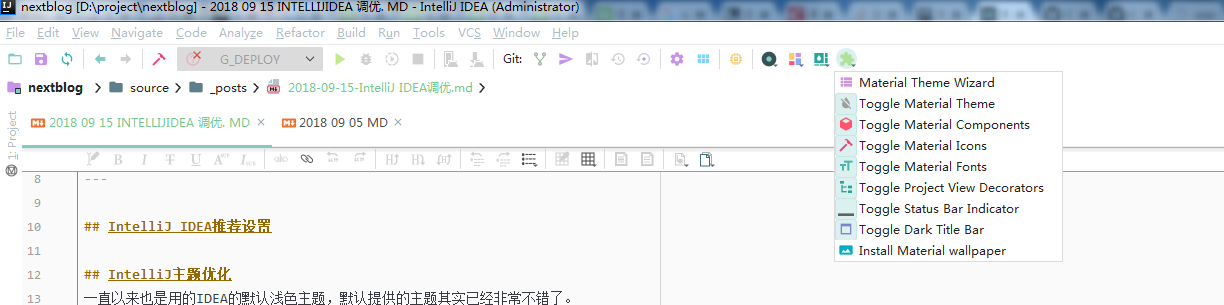 nextblog [D:\project\nextblog] - 2018 09 15 INTELLIJIDEA 调优. MD - IntelliJ IDEA (Administrator)
File Edit View Navigate Code Analyze Refactor Build Run Tools VCS Window Help
G_DEPLOY Git:
nextblog source _posts 2018-09-15-IntelliJ IDEA调优.md
2018 09 15 INTELLIJIDEA 调优. MD 2018 09 05 MD
1: Project
8 ---
9
10 ## IntelliJ IDEA推荐设置
11
12 ## IntelliJ主题优化
13 一直以来也是用的IDEA的默认浅色主题，默认提供的主题其实已经非常不错了。
Material Theme Wizard
Toggle Material Theme
Toggle Material Components
Toggle Material Icons
Toggle Material Fonts
Toggle Project View Decorators
Toggle Status Bar Indicator
Toggle Dark Title Bar
Install Material wallpaper